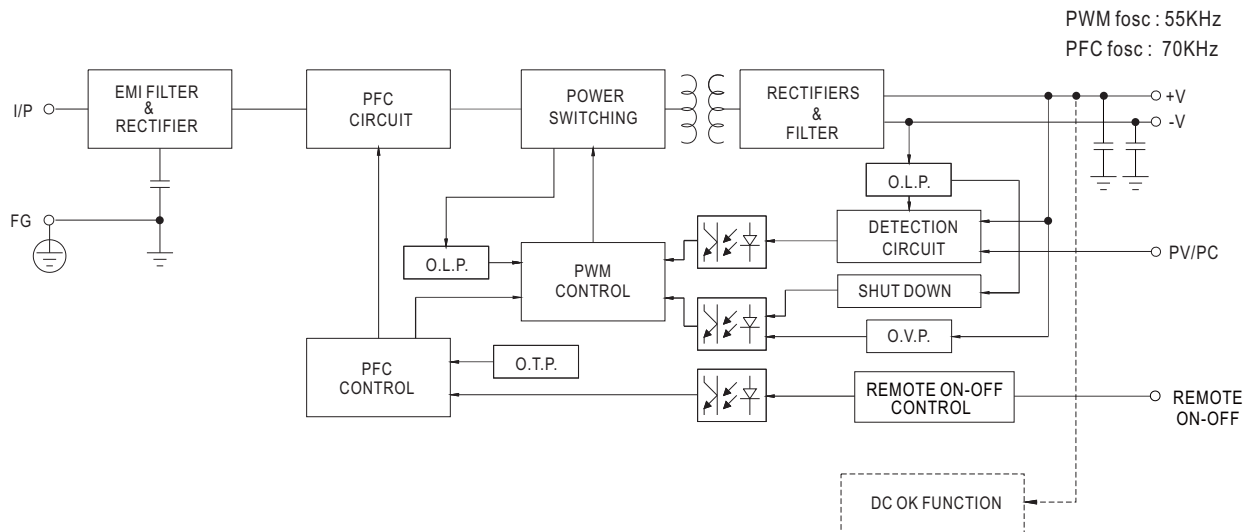 PWM fosc : 55KHz
PFC fosc : 70KHz
I/P
EMI FILTER
&
RECTIFIER
PFC
CIRCUIT
POWER
SWITCHING
RECTIFIERS
&
FILTER
+V
-V
FG
O.L.P.
O.L.P.
PWM
CONTROL
DETECTION
CIRCUIT
PV/PC
SHUT DOWN
O.V.P.
PFC
CONTROL
O.T.P.
REMOTE ON-OFF
CONTROL
REMOTE
ON-OFF
DC OK FUNCTION